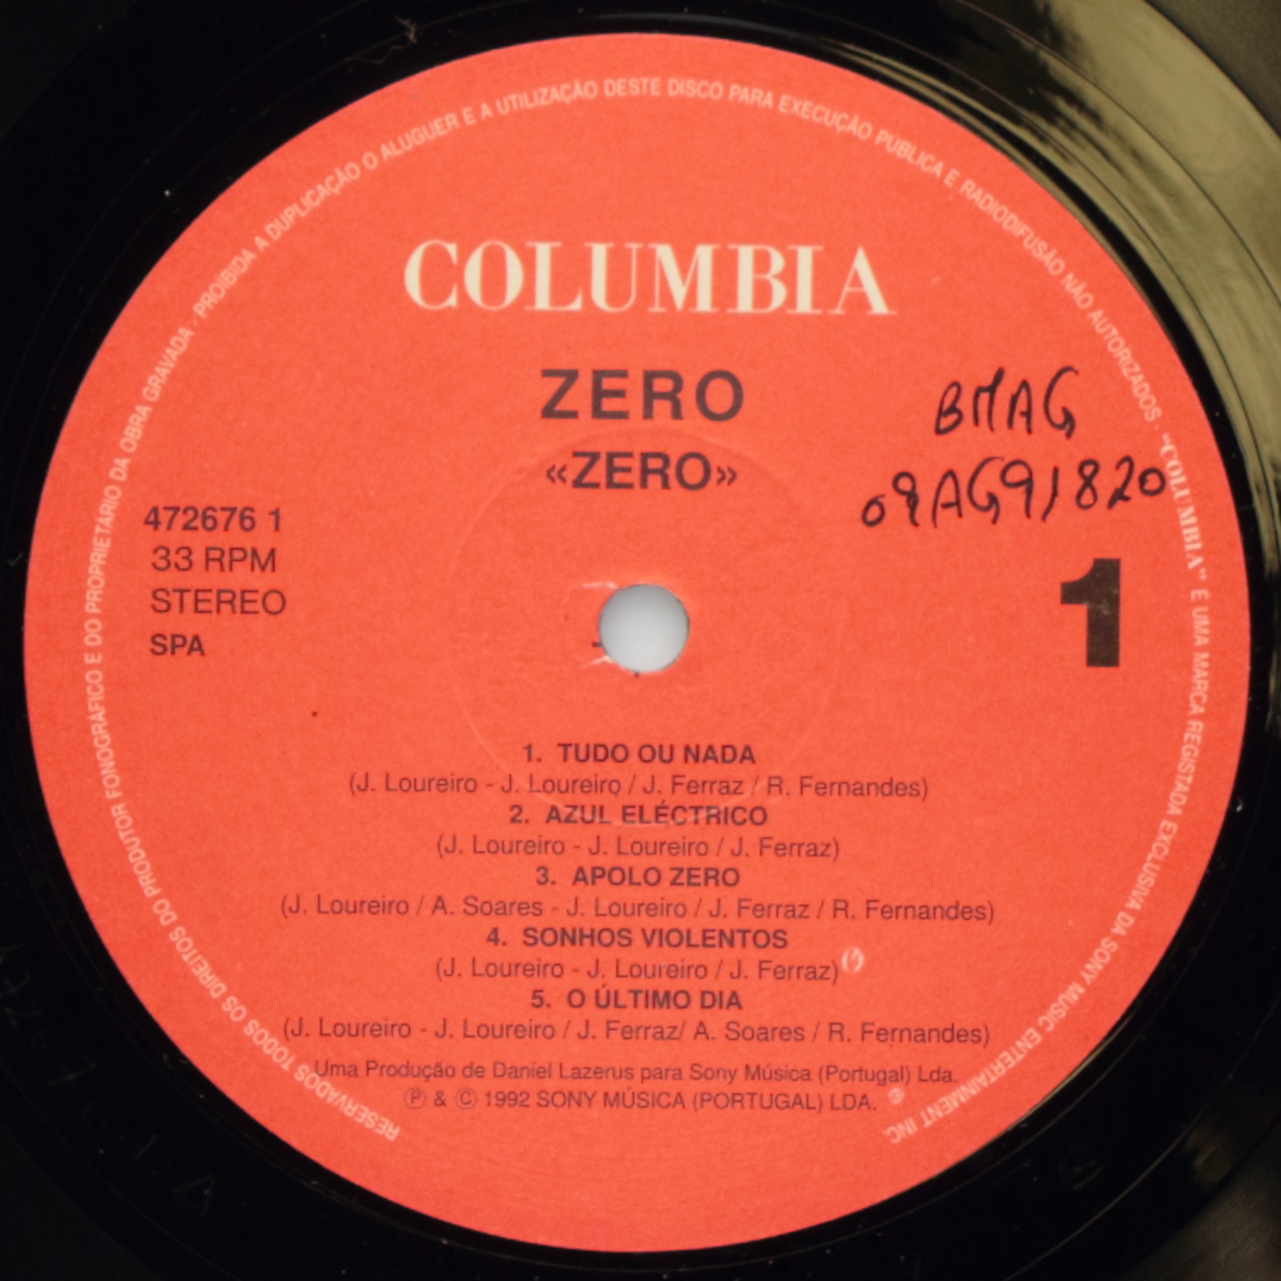 RESERVADOS TODOS OS DIREITOS DO PRODUTOR FONOGRÁFICO E DO PROPRIETARIO DA OBRA GRAVADA · PROIBIDA A DUPLICAÇÃO O ALUGUER E A UTILIZAÇÃO DESTE DISCO PARA EXECUÇÃO PUBLICA E RADIODIFUSÃO NÃO AUTORIZADOS · "COLUMBIA" É UMA MARCA REGISTADA EXCLUSIVA DA SONY MUSIC ENTERTAINMENT INC.
COLUMBIA
ZERO
«ZERO»
BMAG
09AG91820
472676 1
33 RPM
STEREO
SPA
1
1. TUDO OU NADA
(J. Loureiro - J. Loureiro / J. Ferraz / R. Fernandes)
2. AZUL ELÉCTRICO
(J. Loureiro - J. Loureiro / J. Ferraz)
3. APOLO ZERO
(J. Loureiro / A. Soares - J. Loureiro / J. Ferraz / R. Fernandes)
4. SONHOS VIOLENTOS
(J. Loureiro - J. Loureiro / J. Ferraz)
5. O ÚLTIMO DIA
(J. Loureiro - J. Loureiro / J. Ferraz/ A. Soares / R. Fernandes)
Uma Produção de Daniel Lazerus para Sony Música (Portugal) Lda.
℗ & © 1992 SONY MÚSICA (PORTUGAL) LDA.